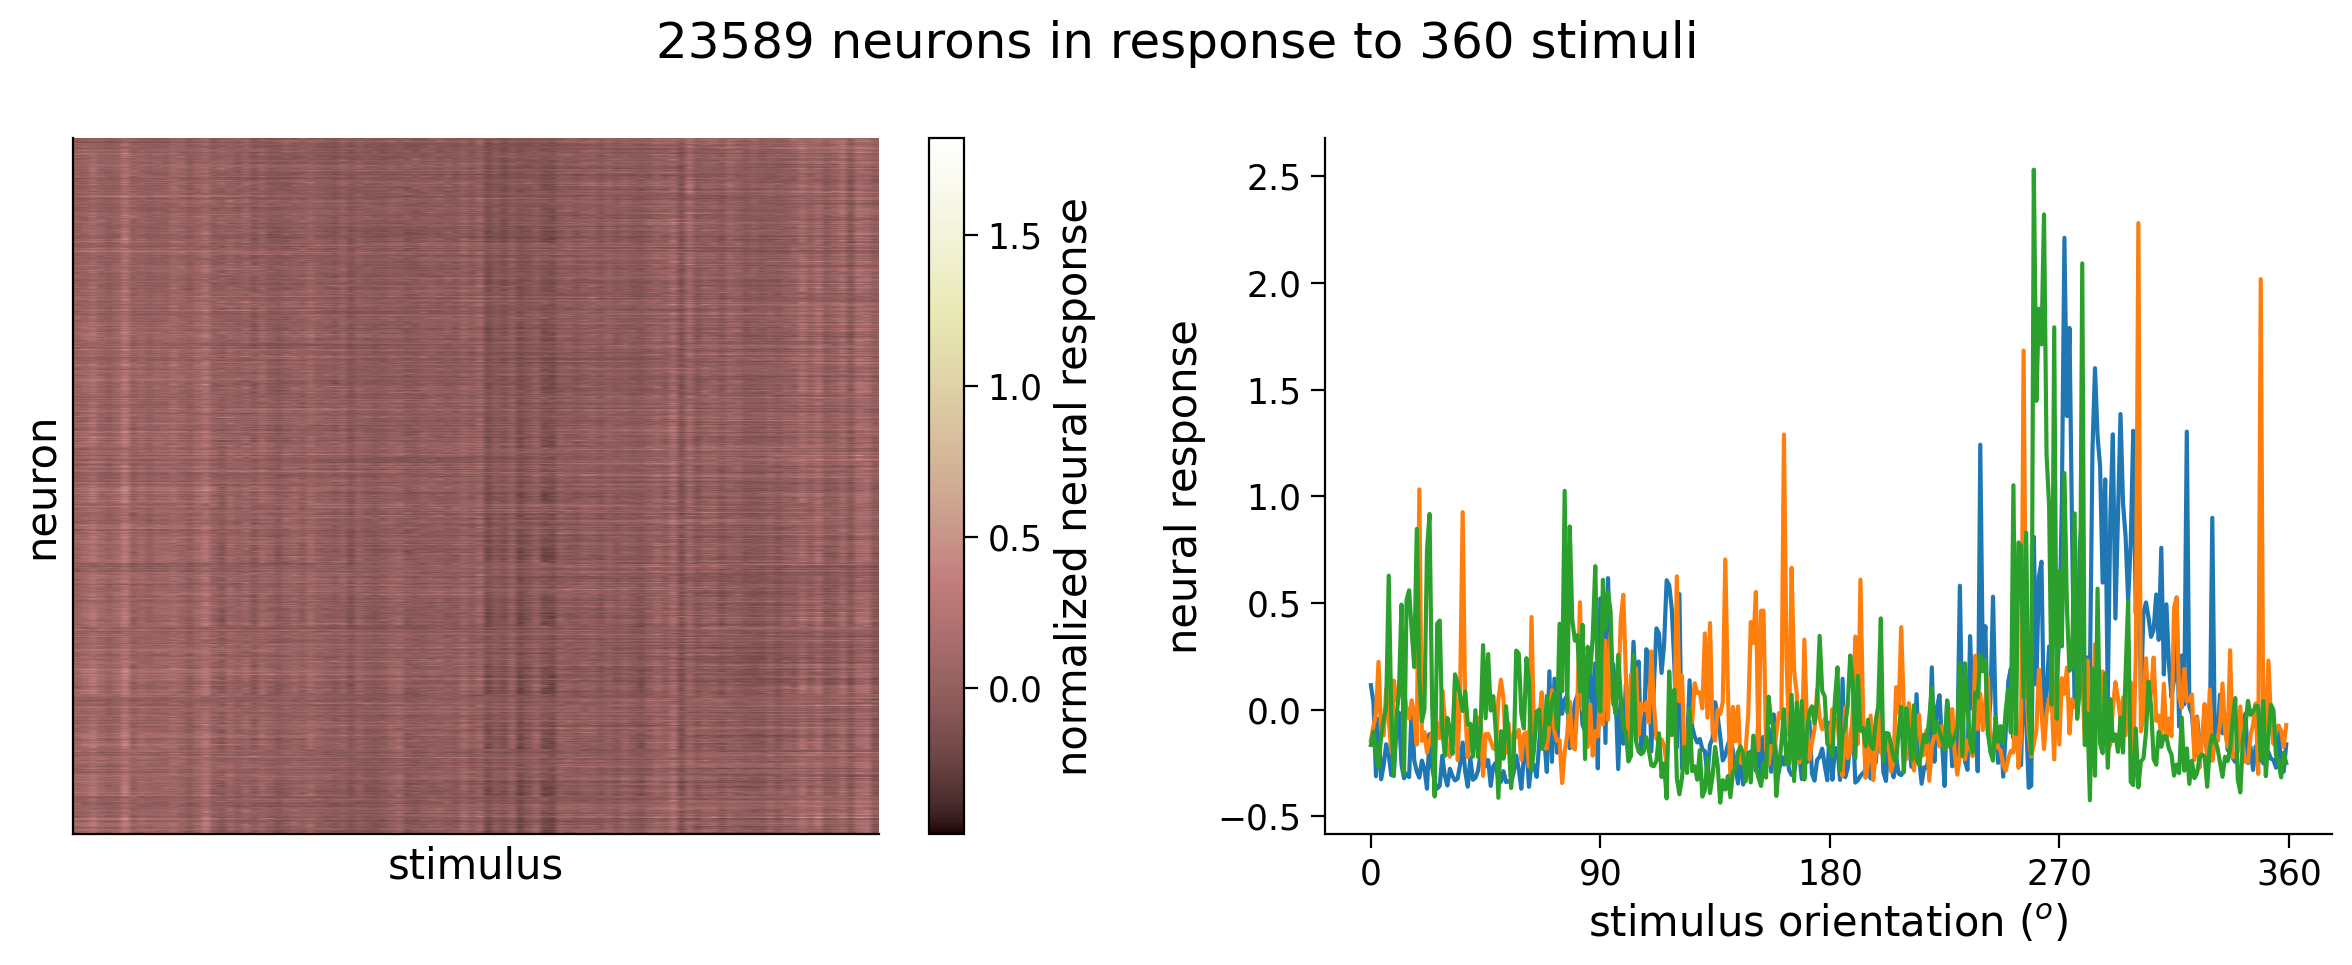 23589 neurons in response to 360 stimuli
neuron
stimulus
1.5
1.0
0.5
0.0
normalized neural response
neural response
2.5
2.0
1.5
1.0
0.5
0.0
−0.5
0 90 180 270 360
stimulus orientation (o)